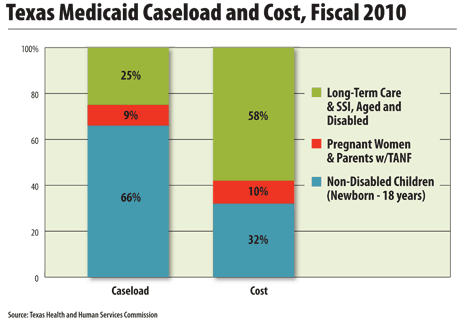 Texas Medicaid Caseload and Cost, Fiscal 2010
100%
80
60
40
20
0
25%
9%
66%
58%
10%
32%
Caseload
Cost
Long-Term Care
& SSI, Aged and
Disabled
Pregnant Women
& Parents w/TANF
Non-Disabled Children
(Newborn - 18 years)
Source: Texas Health and Human Services Commission